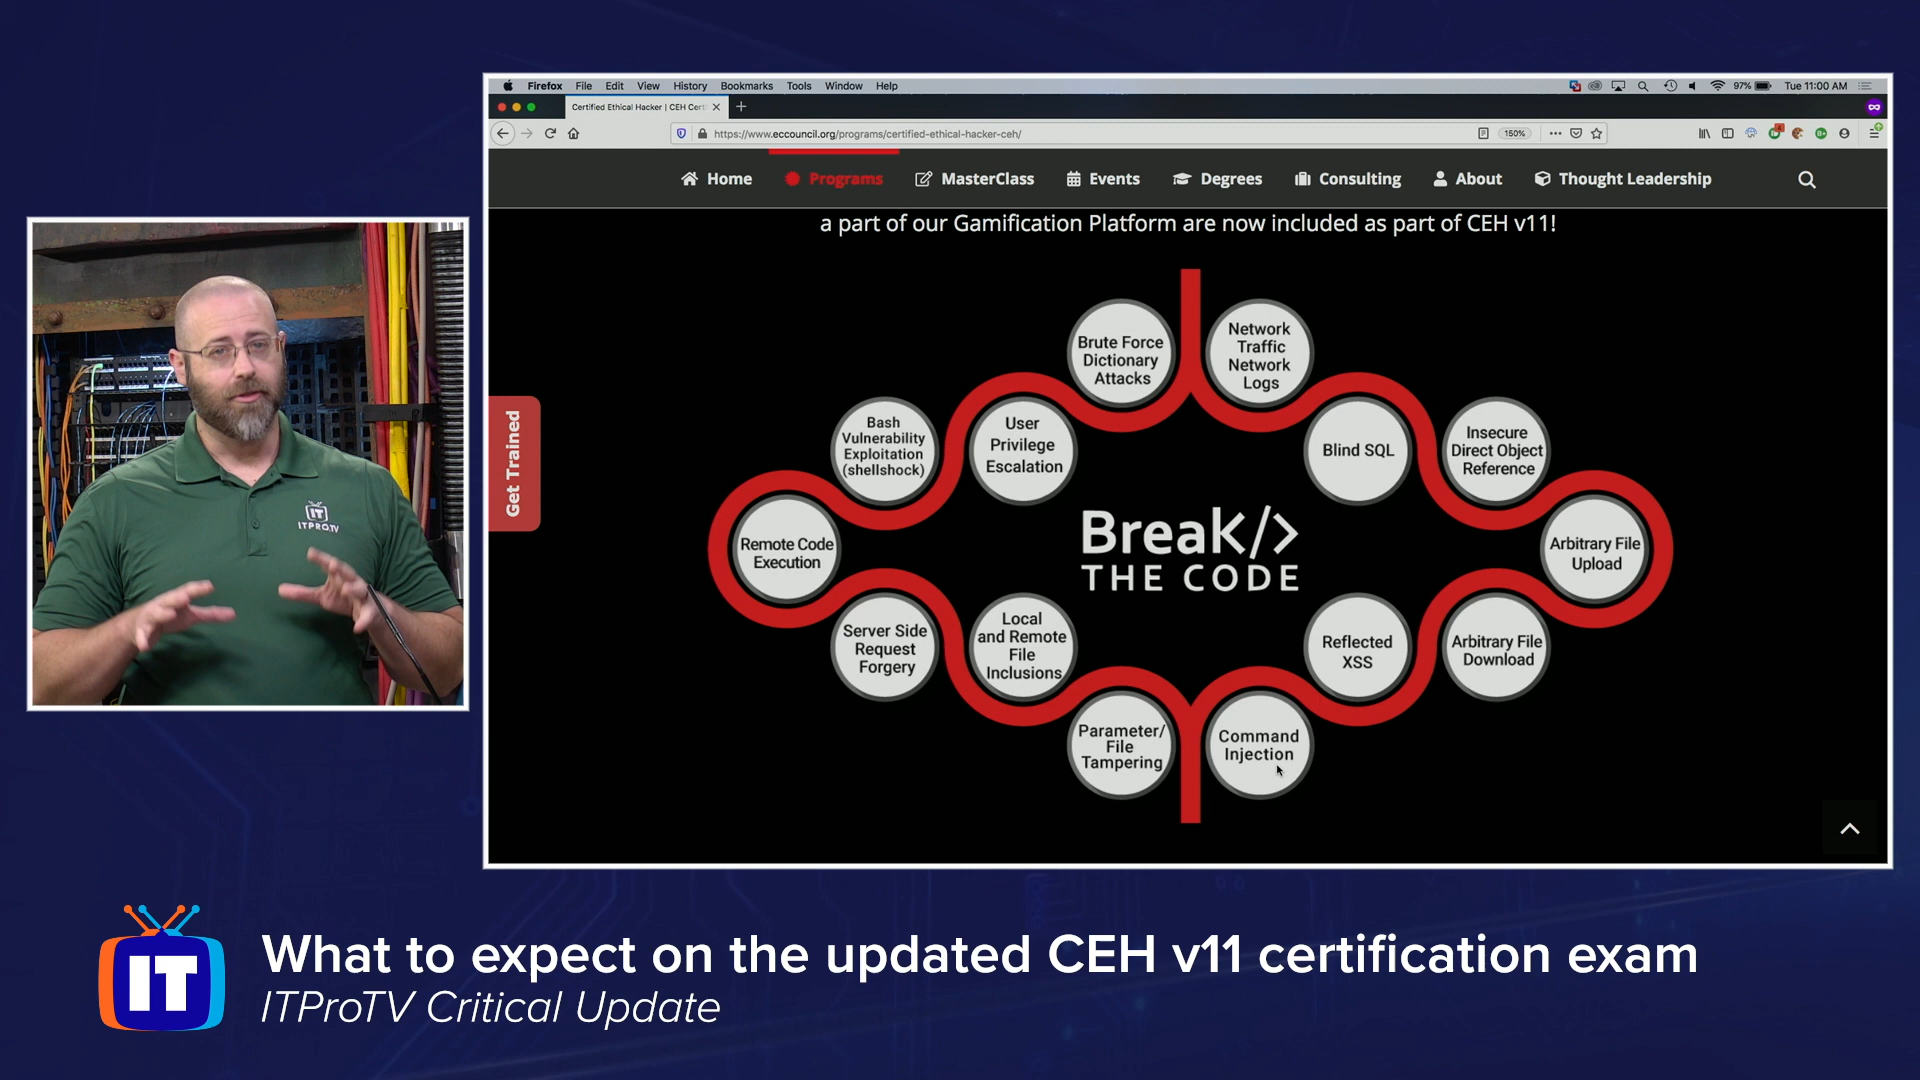 Firefox File Edit View History Bookmarks Tools Window Help
97% Tue 11:00 AM
Certified Ethical Hacker | CEH Cert
https://www.eccouncil.org/programs/certified-ethical-hacker-ceh/
150%
Home Programs MasterClass Events Degrees Consulting About Thought Leadership
a part of our Gamification Platform are now included as part of CEH v11!
Get Trained
Brute Force
Dictionary
Attacks
Network
Traffic
Network
Logs
Bash
Vulnerability
Exploitation
(shellshock)
User
Privilege
Escalation
Blind SQL
Insecure
Direct Object
Reference
Remote Code
Execution
Break/>
THE CODE
Arbitrary File
Upload
Server Side
Request
Forgery
Local
and Remote
File
Inclusions
Reflected
XSS
Arbitrary File
Download
Parameter/
File
Tampering
Command
Injection
IT
ITPRO.TV
IT
What to expect on the updated CEH v11 certification exam
ITProTV Critical Update